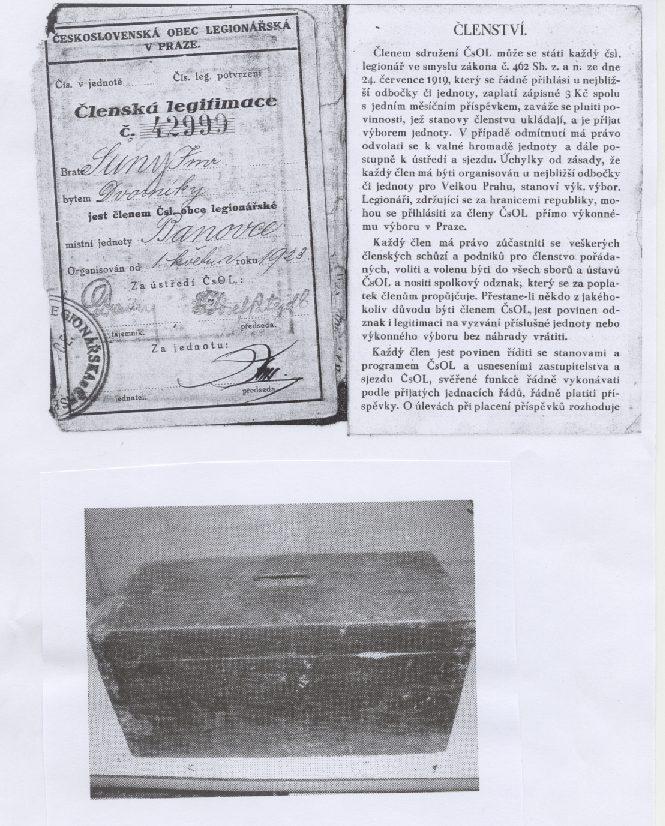 ČESKOSLOVENSKÁ OBEC LEGIONÁŘSKÁ
V PRAZE.
Čís. v jednotě Čís. leg. potvrzení
Členská legitimace
č. 42999
Bratr Suny Imr
bytem Dvorníky
jest členem Čsl. obce legionářské
místní jednoty Bánovce
Organisován od 1. května roku 1923
Za ústředí ČsOL.:
tajemník. předseda.
Za jednotu:
jednatel. předseda.
LEGIONÁŘSKÁ
ČLENSTVÍ.
Členem sdružení ČsOL může se státi každý čsl.
legionář ve smyslu zákona č. 462 Sb. z. a n. ze dne
24. července 1919, který se řádně přihlásí u nejbliž-
ší odbočky či jednoty, zaplatí zápisné 3 Kč spolu
s jedním měsíčním příspěvkem, zaváže se plniti po-
vinnosti, jež stanovy členstvu ukládají, a je přijat
výborem jednoty. V případě odmítnutí má právo
odvolati se k valné hromadě jednoty a dále po-
stupně k ústředí a sjezdu. Úchylky od zásady, že
každý člen má býti organisován u nejbližší odbočky
či jednoty pro Velkou Prahu, stanoví výk. výbor.
Legionáři, zdržující se za hranicemi republiky, mo-
hou se přihlásiti za členy ČsOL přímo výkonné-
mu výboru v Praze.
Každý člen má právo zúčastniti se veškerých
členských schůzí a podniků pro členstvo pořáda-
ných, voliti a volenu býti do všech sborů a ústavů
ČsOL a nositi spolkový odznak, který se za popla-
tek členům propůjčuje. Přestane-li někdo z jakého-
koliv důvodu býti členem ČsOL, jest povinen od-
znak i legitimaci na vyzvání příslušné jednoty nebo
výkonného výboru bez náhrady vrátiti.
Každý člen jest povinen říditi se stanovami a
programem ČsOL a usneseními zastupitelstva a
sjezdu ČsOL, svěřené funkce řádně vykonávati
podle přijatých jednacích řádů, řádně platiti pří-
spěvky. O úlevách při placení příspěvků rozhoduje